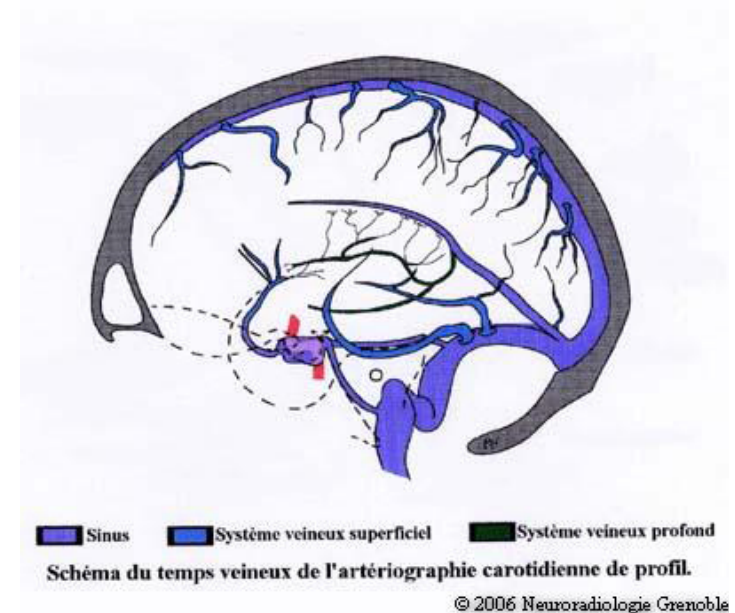 Sinus Système veineux superficiel Système veineux profond
Schéma du temps veineux de l'artériographie carotidienne de profil.
© 2006 Neuroradiologie Grenoble